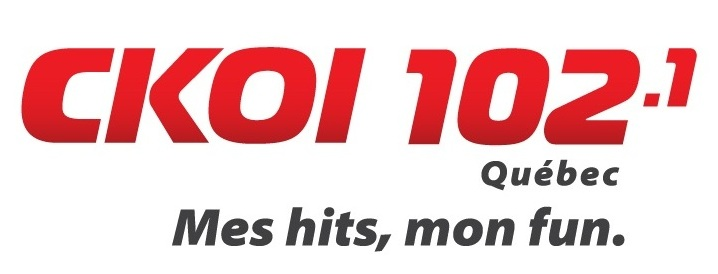 CKOI 102.1
Québec
Mes hits, mon fun.